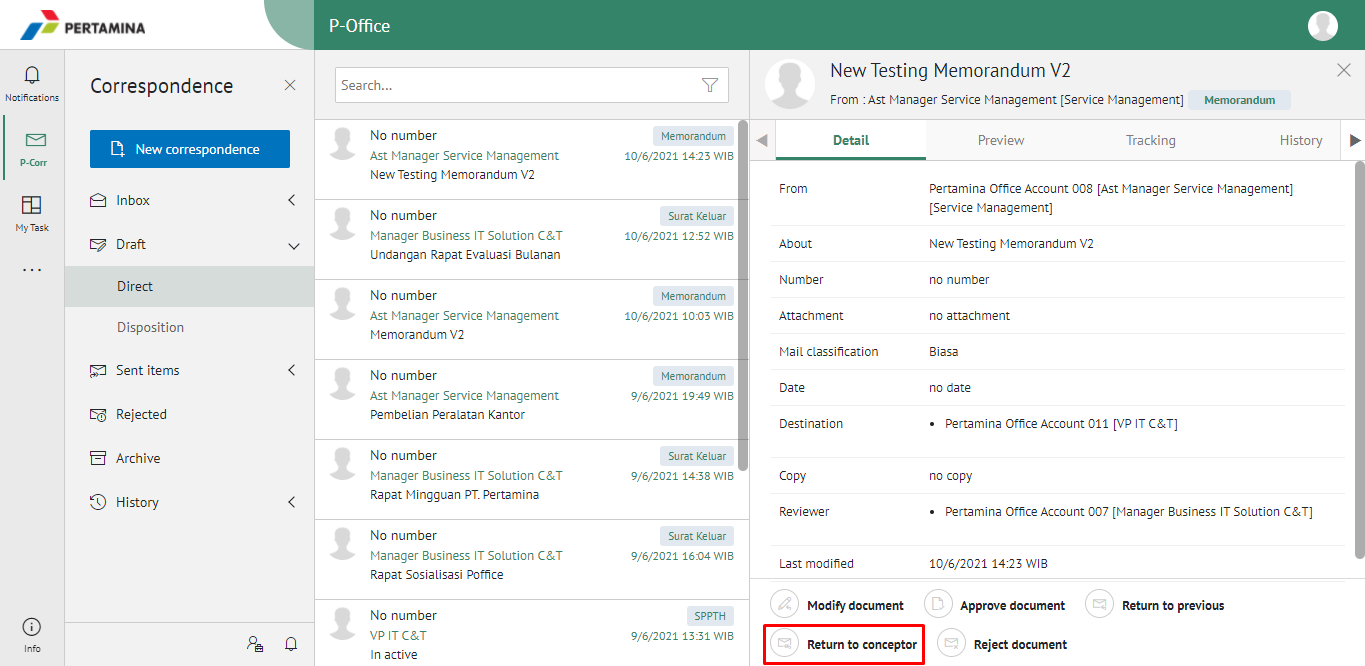 PERTAMINA
P-Office
Notifications
P-Corr
My Task
...
Info
Correspondence
New correspondence
Inbox
Draft
Direct
Disposition
Sent items
Rejected
Archive
History
Search...
No number
Memorandum
Ast Manager Service Management
10/6/2021 14:23 WIB
New Testing Memorandum V2
No number
Surat Keluar
Manager Business IT Solution C&T
10/6/2021 12:52 WIB
Undangan Rapat Evaluasi Bulanan
No number
Memorandum
Ast Manager Service Management
10/6/2021 10:03 WIB
Memorandum V2
No number
Memorandum
Ast Manager Service Management
9/6/2021 19:49 WIB
Pembelian Peralatan Kantor
No number
Surat Keluar
Manager Business IT Solution C&T
9/6/2021 14:38 WIB
Rapat Mingguan PT. Pertamina
No number
Surat Keluar
Manager Business IT Solution C&T
9/6/2021 16:04 WIB
Rapat Sosialisasi Poffice
No number
SPPTH
VP IT C&T
9/6/2021 13:31 WIB
In active
New Testing Memorandum V2
From : Ast Manager Service Management [Service Management]
Memorandum
Detail
Preview
Tracking
History
From
Pertamina Office Account 008 [Ast Manager Service Management]
[Service Management]
About
New Testing Memorandum V2
Number
no number
Attachment
no attachment
Mail classification
Biasa
Date
no date
Destination
• Pertamina Office Account 011 [VP IT C&T]
Copy
no copy
Reviewer
• Pertamina Office Account 007 [Manager Business IT Solution C&T]
Last modified
10/6/2021 14:23 WIB
Modify document
Approve document
Return to previous
Return to conceptor
Reject document